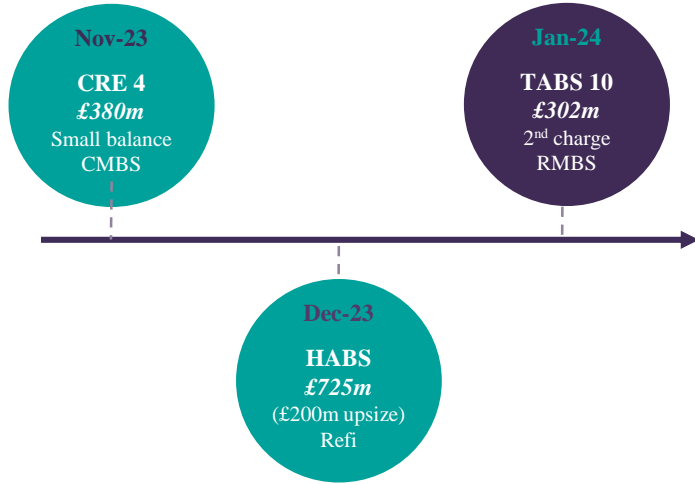 Nov-23
CRE 4
£380m
Small balance
CMBS
Dec-23
HABS
£725m
(£200m upsize)
Refi
Jan-24
TABS 10
£302m
2nd charge
RMBS